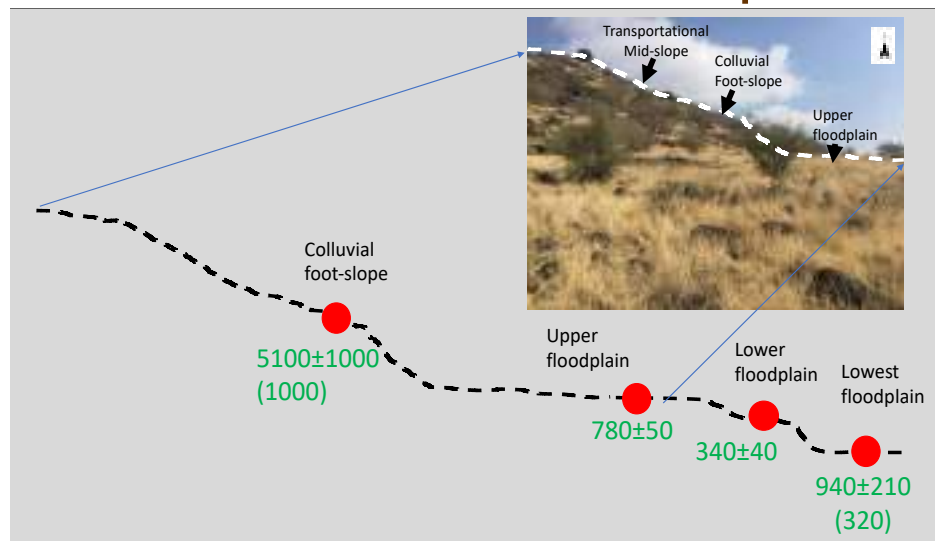 Transportational
Mid-slope
Colluvial
Foot-slope
Upper
floodplain
Colluvial
foot-slope
5100±1000
(1000)
Upper
floodplain
780±50
Lower
floodplain
340±40
Lowest
floodplain
940±210
(320)